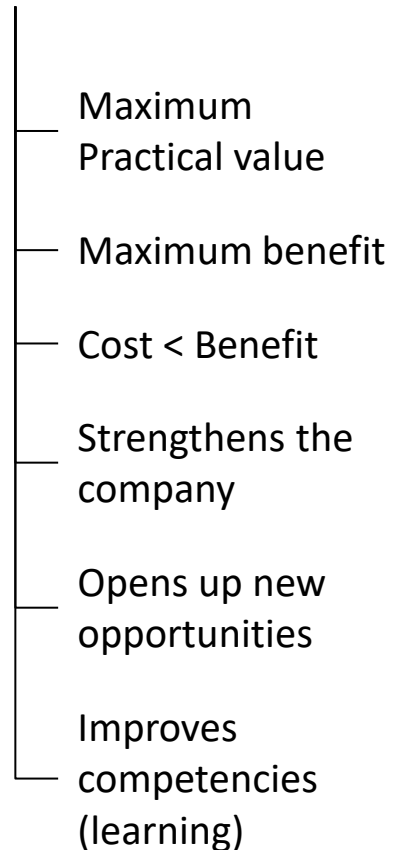 Maximum
Practical value
Maximum benefit
Cost < Benefit
Strengthens the
company
Opens up new
opportunities
Improves
competencies
(learning)